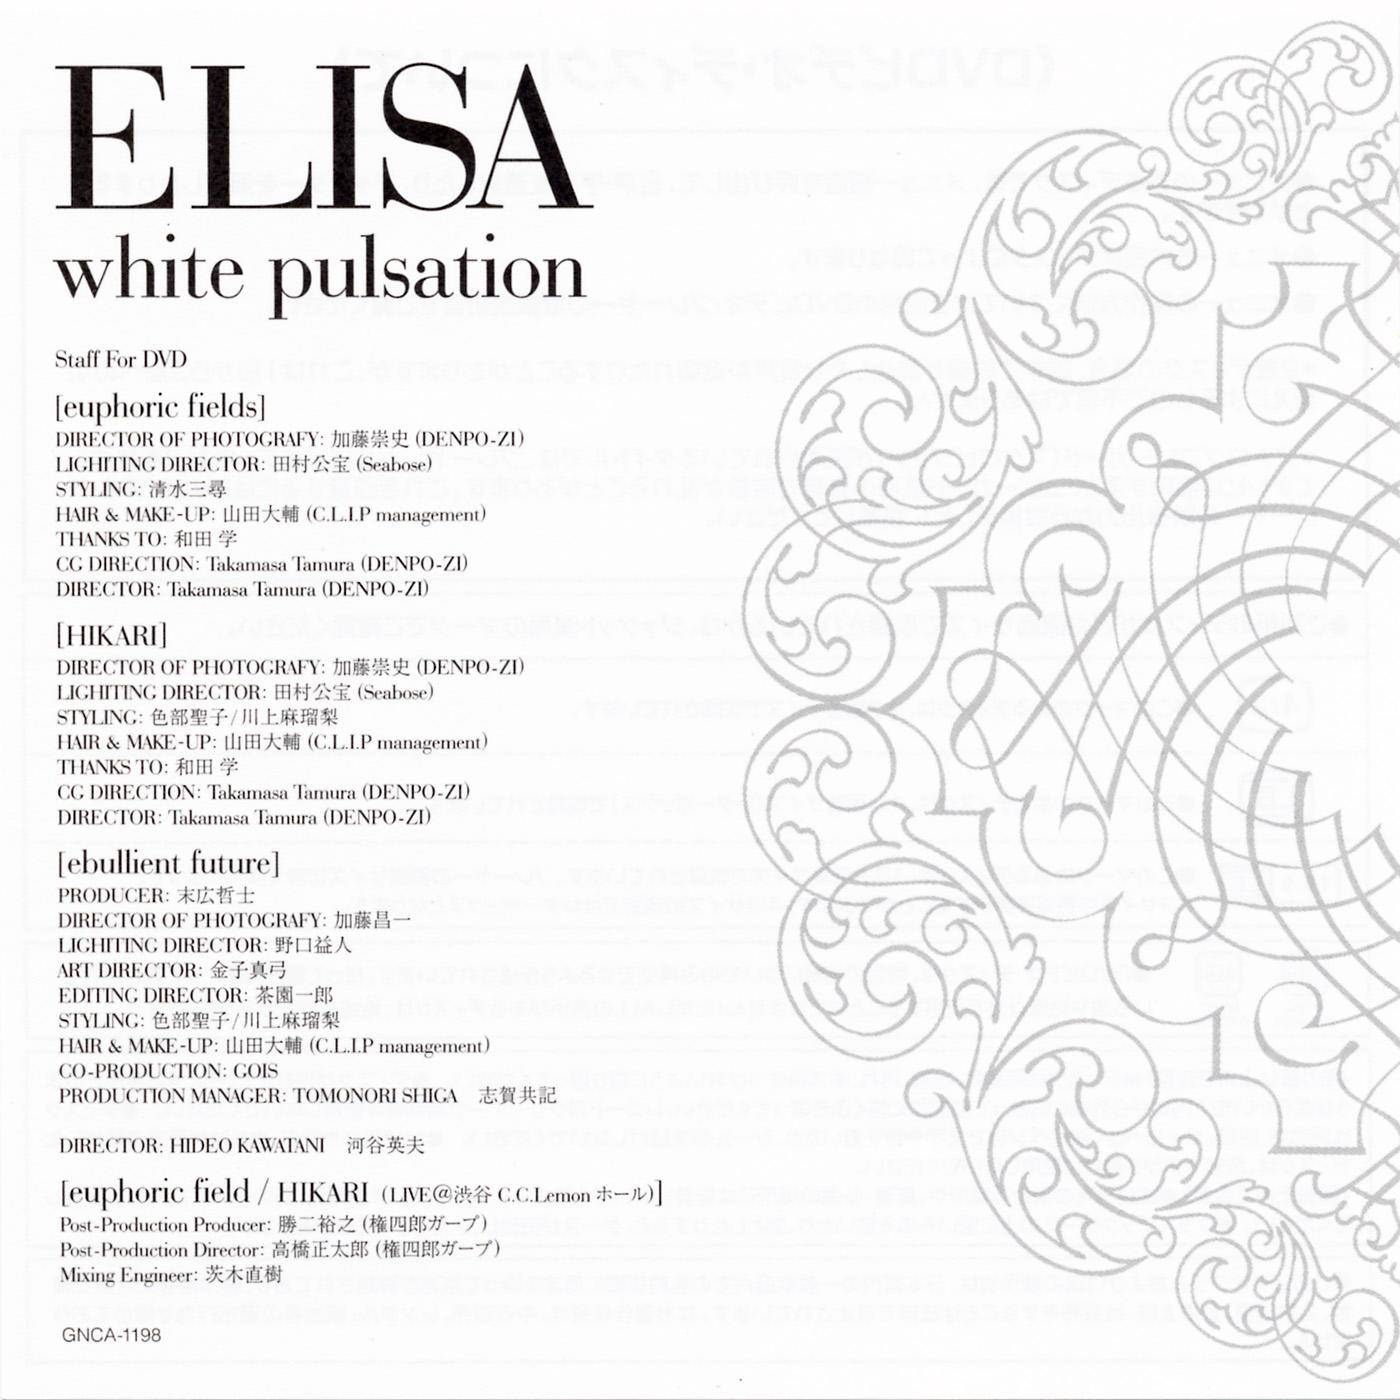 ELISA
white pulsation
Staff For DVD
[euphoric fields]
DIRECTOR OF PHOTOGRAFY: 加藤崇史 (DENPO-ZI)
LIGHITING DIRECTOR: 田村公宝 (Seabose)
STYLING: 清水三尋
HAIR & MAKE-UP: 山田大輔 (C.L.I.P management)
THANKS TO: 和田 学
CG DIRECTION: Takamasa Tamura (DENPO-ZI)
DIRECTOR: Takamasa Tamura (DENPO-ZI)
[HIKARI]
DIRECTOR OF PHOTOGRAFY: 加藤崇史 (DENPO-ZI)
LIGHITING DIRECTOR: 田村公宝 (Seabose)
STYLING: 色部聖子/川上麻瑠梨
HAIR & MAKE-UP: 山田大輔 (C.L.I.P management)
THANKS TO: 和田 学
CG DIRECTION: Takamasa Tamura (DENPO-ZI)
DIRECTOR: Takamasa Tamura (DENPO-ZI)
[ebullient future]
PRODUCER: 末広哲士
DIRECTOR OF PHOTOGRAFY: 加藤昌一
LIGHITING DIRECTOR: 野口益人
ART DIRECTOR: 金子真弓
EDITING DIRECTOR: 茶園一郎
STYLING: 色部聖子/川上麻瑠梨
HAIR & MAKE-UP: 山田大輔 (C.L.I.P management)
CO-PRODUCTION: GOIS
PRODUCTION MANAGER: TOMONORI SHIGA 志賀共記
DIRECTOR: HIDEO KAWATANI 河谷英夫
[euphoric field / HIKARI (LIVE@渋谷 C.C.Lemon ホール)]
Post-Production Producer: 勝二裕之 (権四郎ガープ)
Post-Production Director: 高橋正太郎 (権四郎ガープ)
Mixing Engineer: 茨木直樹
GNCA-1198